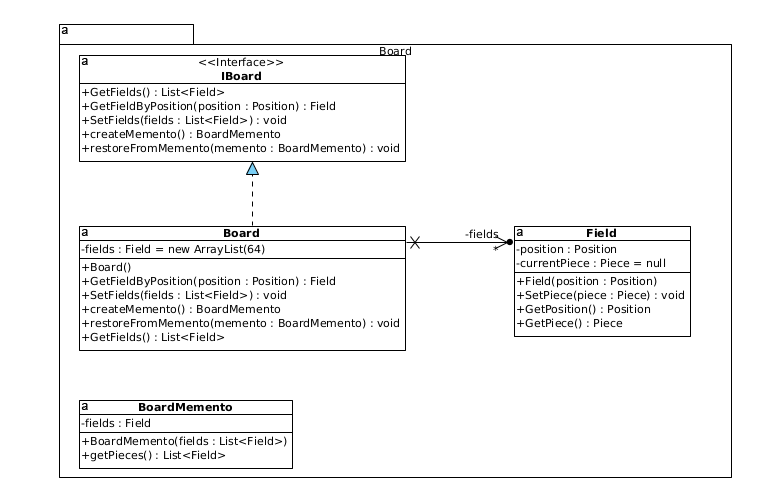 a
Board
a
<<Interface>>
IBoard
+GetFields() : List<Field>
+GetFieldByPosition(position : Position) : Field
+SetFields(fields : List<Field>) : void
+createMemento() : BoardMemento
+restoreFromMemento(memento : BoardMemento) : void
a Board
-fields : Field = new ArrayList(64)
+Board()
+GetFieldByPosition(position : Position) : Field
+SetFields(fields : List<Field>) : void
+createMemento() : BoardMemento
+restoreFromMemento(memento : BoardMemento) : void
+GetFields() : List<Field>
-fields
*
a Field
-position : Position
-currentPiece : Piece = null
+Field(position : Position)
+SetPiece(piece : Piece) : void
+GetPosition() : Position
+GetPiece() : Piece
a BoardMemento
-fields : Field
+BoardMemento(fields : List<Field>)
+getPieces() : List<Field>